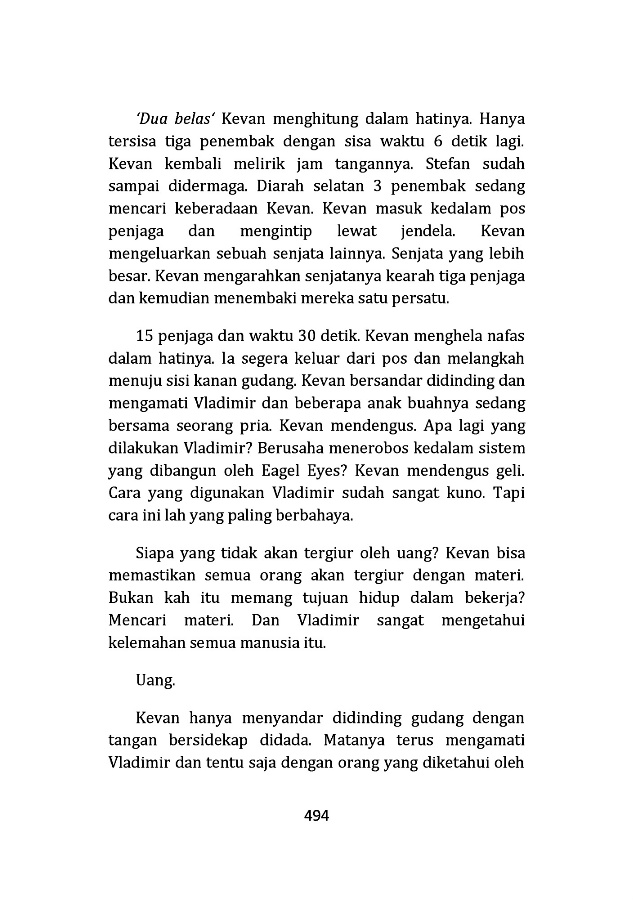 ‘Dua belas‘ Kevan menghitung dalam hatinya. Hanya
tersisa tiga penembak dengan sisa waktu 6 detik lagi.
Kevan kembali melirik jam tangannya. Stefan sudah
sampai didermaga. Diarah selatan 3 penembak sedang
mencari keberadaan Kevan. Kevan masuk kedalam pos
penjaga dan mengintip lewat jendela. Kevan
mengeluarkan sebuah senjata lainnya. Senjata yang lebih
besar. Kevan mengarahkan senjatanya kearah tiga penjaga
dan kemudian menembaki mereka satu persatu.
15 penjaga dan waktu 30 detik. Kevan menghela nafas
dalam hatinya. Ia segera keluar dari pos dan melangkah
menuju sisi kanan gudang. Kevan bersandar didinding dan
mengamati Vladimir dan beberapa anak buahnya sedang
bersama seorang pria. Kevan mendengus. Apa lagi yang
dilakukan Vladimir? Berusaha menerobos kedalam sistem
yang dibangun oleh Eagel Eyes? Kevan mendengus geli.
Cara yang digunakan Vladimir sudah sangat kuno. Tapi
cara ini lah yang paling berbahaya.
Siapa yang tidak akan tergiur oleh uang? Kevan bisa
memastikan semua orang akan tergiur dengan materi.
Bukan kah itu memang tujuan hidup dalam bekerja?
Mencari materi. Dan Vladimir sangat mengetahui
kelemahan semua manusia itu.
Uang.
Kevan hanya menyandar didinding gudang dengan
tangan bersidekap didada. Matanya terus mengamati
Vladimir dan tentu saja dengan orang yang diketahui oleh
494